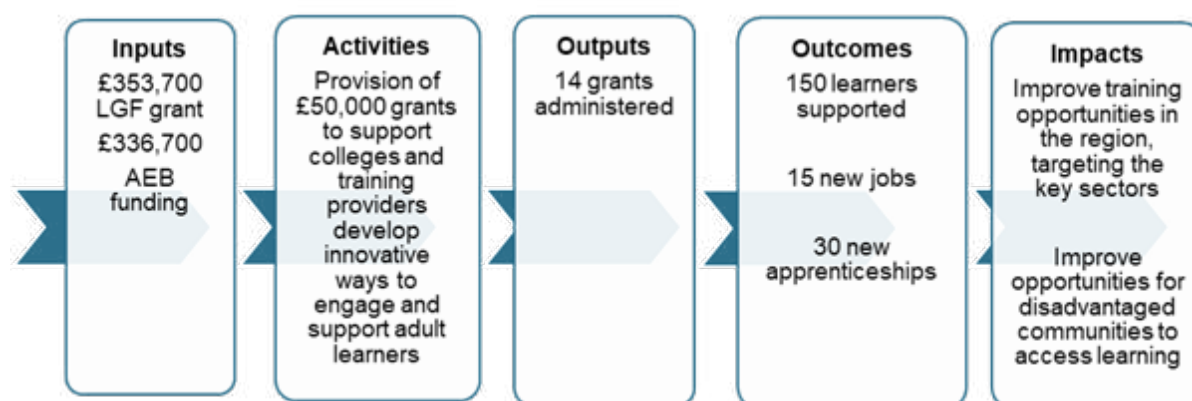 Inputs
£353,700
LGF grant
£336,700
AEB
funding
Activities
Provision of
£50,000 grants
to support
colleges and
training
providers
develop
innovative
ways to
engage and
support adult
learners
Outputs
14 grants
administered
Outcomes
150 learners
supported
15 new jobs
30 new
apprenticeships
Impacts
Improve training
opportunities in
the region,
targeting the
key sectors
Improve
opportunities for
disadvantaged
communities to
access learning